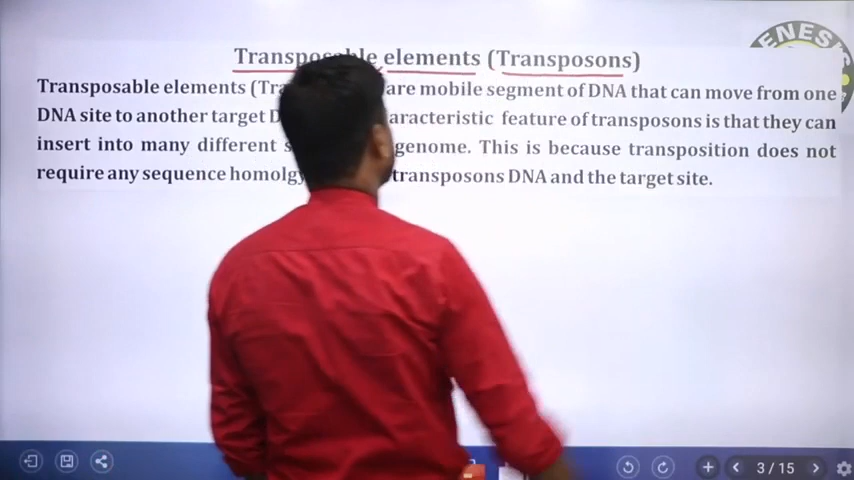 Transposable elements (Transposons)
Transposable elements (Tra are mobile segment of DNA that can move from one
DNA site to another target D aracteristic feature of transposons is that they can
insert into many different s genome. This is because transposition does not
require any sequence homolgy transposons DNA and the target site.
ENES
3 / 15